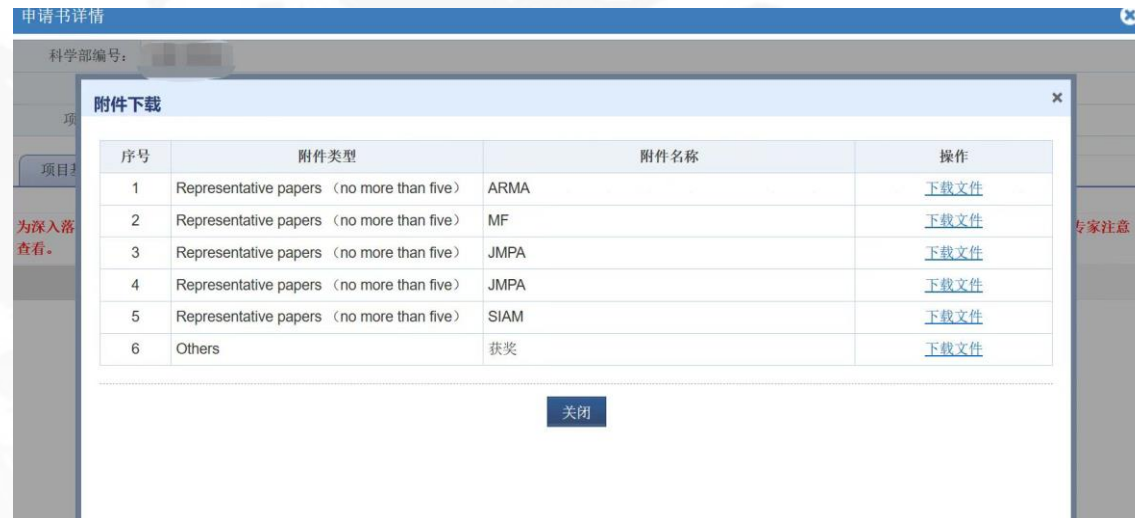 申请书详情
科学部编号：
附件下载
项
序号 附件类型 附件名称 操作
项目基
1 Representative papers （no more than five） ARMA 下载文件
2 Representative papers （no more than five） MF 下载文件
为深入落 专家注意
3 Representative papers （no more than five） JMPA 下载文件
查看。
4 Representative papers （no more than five） JMPA 下载文件
5 Representative papers （no more than five） SIAM 下载文件
6 Others 获奖 下载文件
关闭